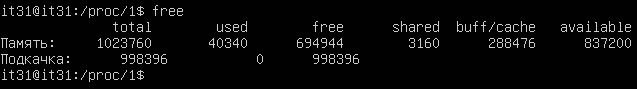 it31@it31:/proc/1$ free
total used free shared buff/cache available
Память: 1023760 40340 694944 3160 288476 837200
Подкачка: 998396 0 998396
it31@it31:/proc/1$